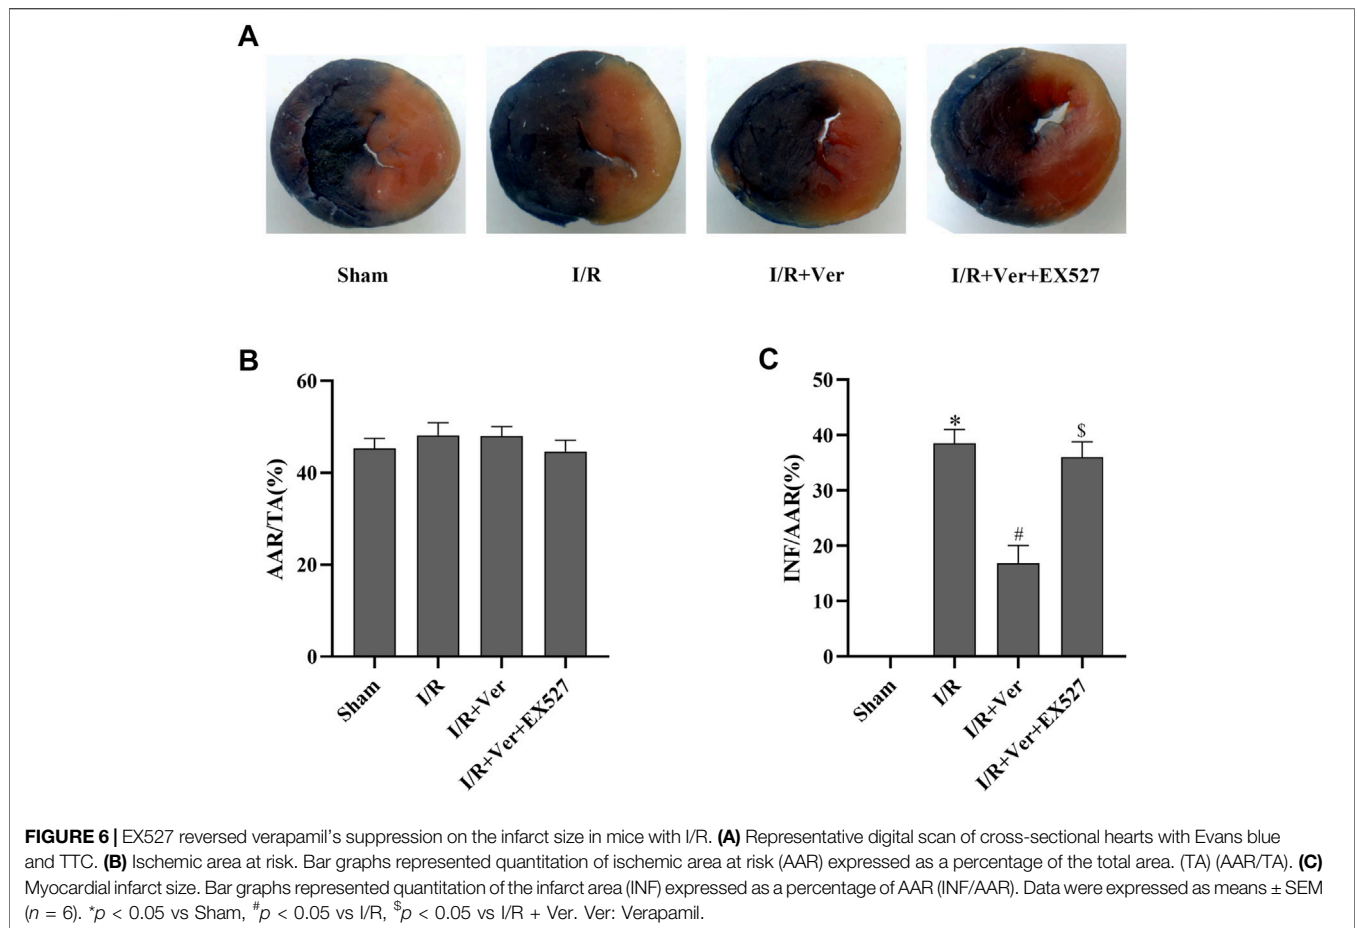 A
Sham
I/R
I/R+Ver
I/R+Ver+EX527
B
60
40
20
0
AAR/TA(%)
Sham
I/R
I/R+Ver
I/R+Ver+EX527
C
50
40
30
20
10
0
INF/AAR(%)
*
#
$
Sham
I/R
I/R+Ver
I/R+Ver+EX527
FIGURE 6 | EX527 reversed verapamil’s suppression on the infarct size in mice with I/R. (A) Representative digital scan of cross-sectional hearts with Evans blue
and TTC. (B) Ischemic area at risk. Bar graphs represented quantitation of ischemic area at risk (AAR) expressed as a percentage of the total area. (TA) (AAR/TA). (C)
Myocardial infarct size. Bar graphs represented quantitation of the infarct area (INF) expressed as a percentage of AAR (INF/AAR). Data were expressed as means ± SEM
(n = 6). *p < 0.05 vs Sham, #p < 0.05 vs I/R, $p < 0.05 vs I/R + Ver. Ver: Verapamil.